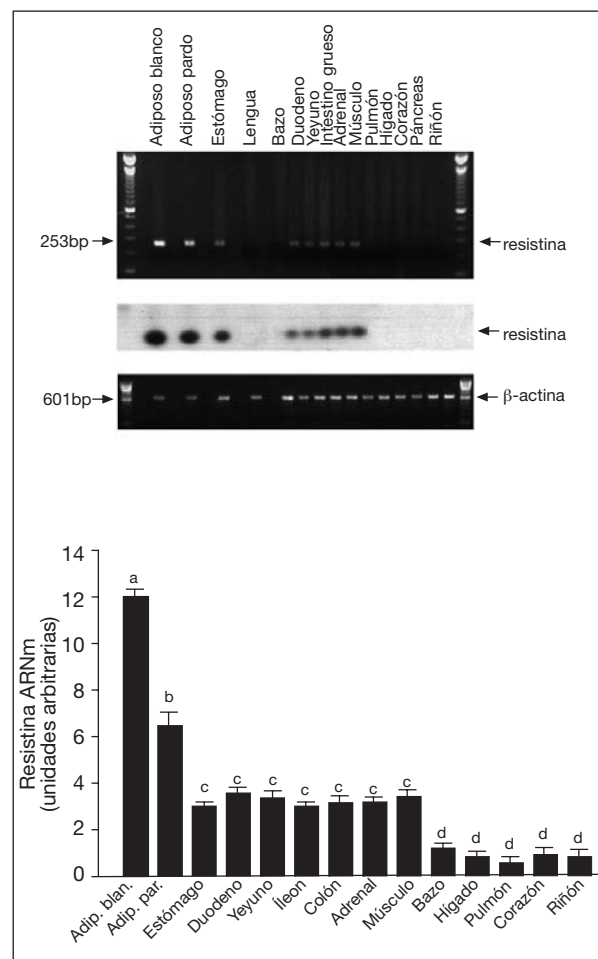 Adiposo blanco
Adiposo pardo
Estómago
Lengua
Bazo
Duodeno
Yeyuno
Intestino grueso
Adrenal
Músculo
Pulmón
Hígado
Corazón
Páncreas
Riñón
253bp
resistina
resistina
601bp
β-actina
Resistina ARNm
(unidades arbitrarias)
14
12
10
8
6
4
2
0
a
b
c
c
c
c
c
c
c
d
d
d
d
d
Adip. blan.
Adip. par.
Estómago
Duodeno
Yeyuno
Íleon
Colón
Adrenal
Músculo
Bazo
Hígado
Pulmón
Corazón
Riñón